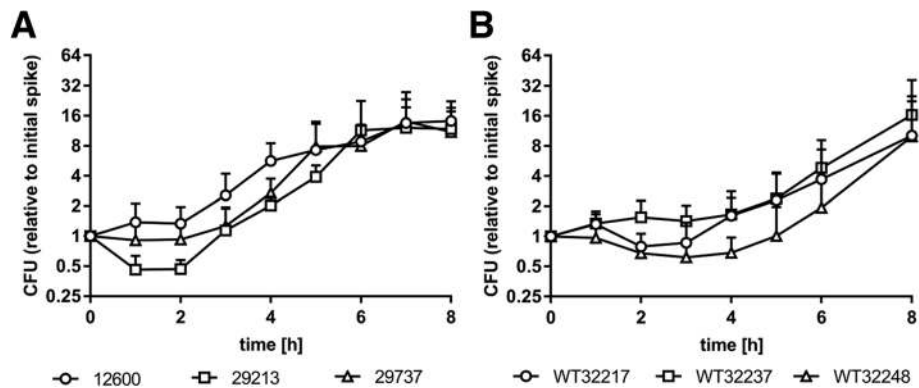 A
B
CFU (relative to initial spike)
64
32
16
8
4
2
1
0.5
0.25
0 2 4 6 8
time [h]
CFU (relative to initial spike)
64
32
16
8
4
2
1
0.5
0.25
0 2 4 6 8
time [h]
12600 29213 29737
WT32217 WT32237 WT32248